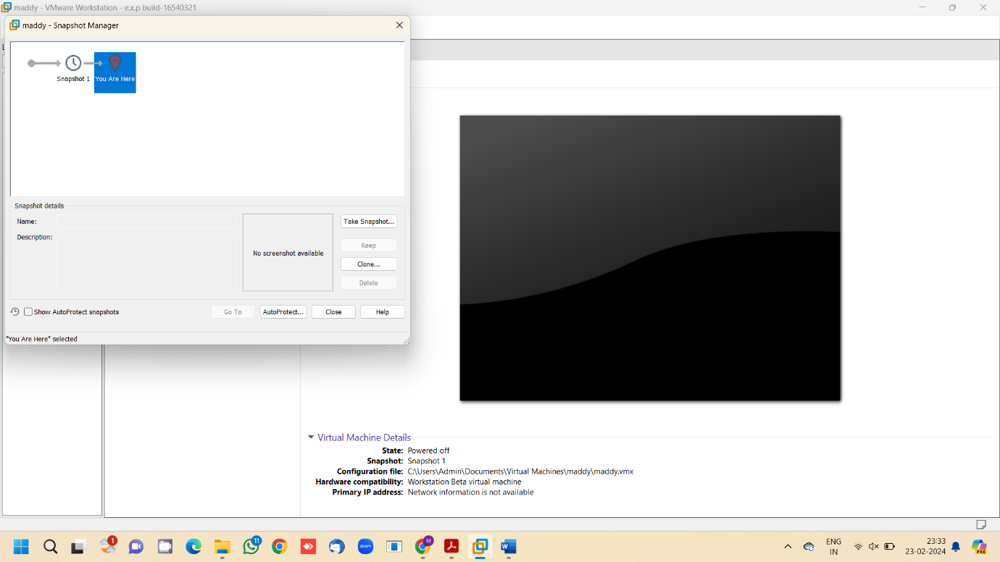 maddy - VMware Workstation - e.x.p build-16540321
maddy - Snapshot Manager
L
Snapshot 1
You Are Here
Snapshot details
Name:
Description:
No screenshot available
Take Snapshot...
Keep
Clone...
Delete
Show AutoProtect snapshots
Go To
AutoProtect...
Close
Help
"You Are Here" selected
Virtual Machine Details
State: Powered off
Snapshot: Snapshot 1
Configuration file: C:\Users\Admin\Documents\Virtual Machines\maddy\maddy.vmx
Hardware compatibility: Workstation Beta virtual machine
Primary IP address: Network information is not available
1
11
zoom
M
W
ENG
IN
23:33
23-02-2024
PRE